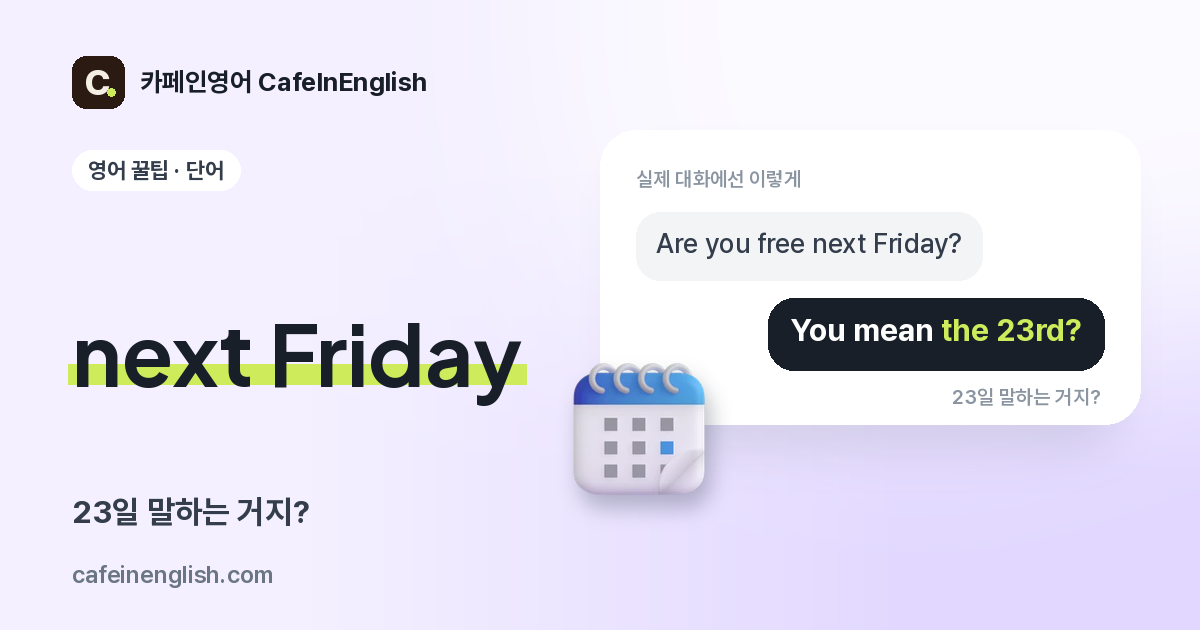 C
카페인영어 CafeInEnglish
영어 꿀팁 · 단어
next Friday
23일 말하는 거지?
cafeinenglish.com
실제 대화에선 이렇게
Are you free next Friday?
You mean the 23rd?
23일 말하는 거지?